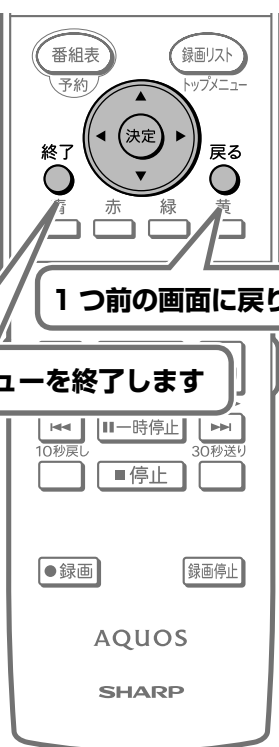 番組表
録画リスト
予約
トップメニュー
決定
終了
戻る
青
赤
緑
黄
1 つ前の画面に戻り
ューを終了します
一時停止
10秒戻し
30秒送り
停止
録画
録画停止
AQUOS
SHARP